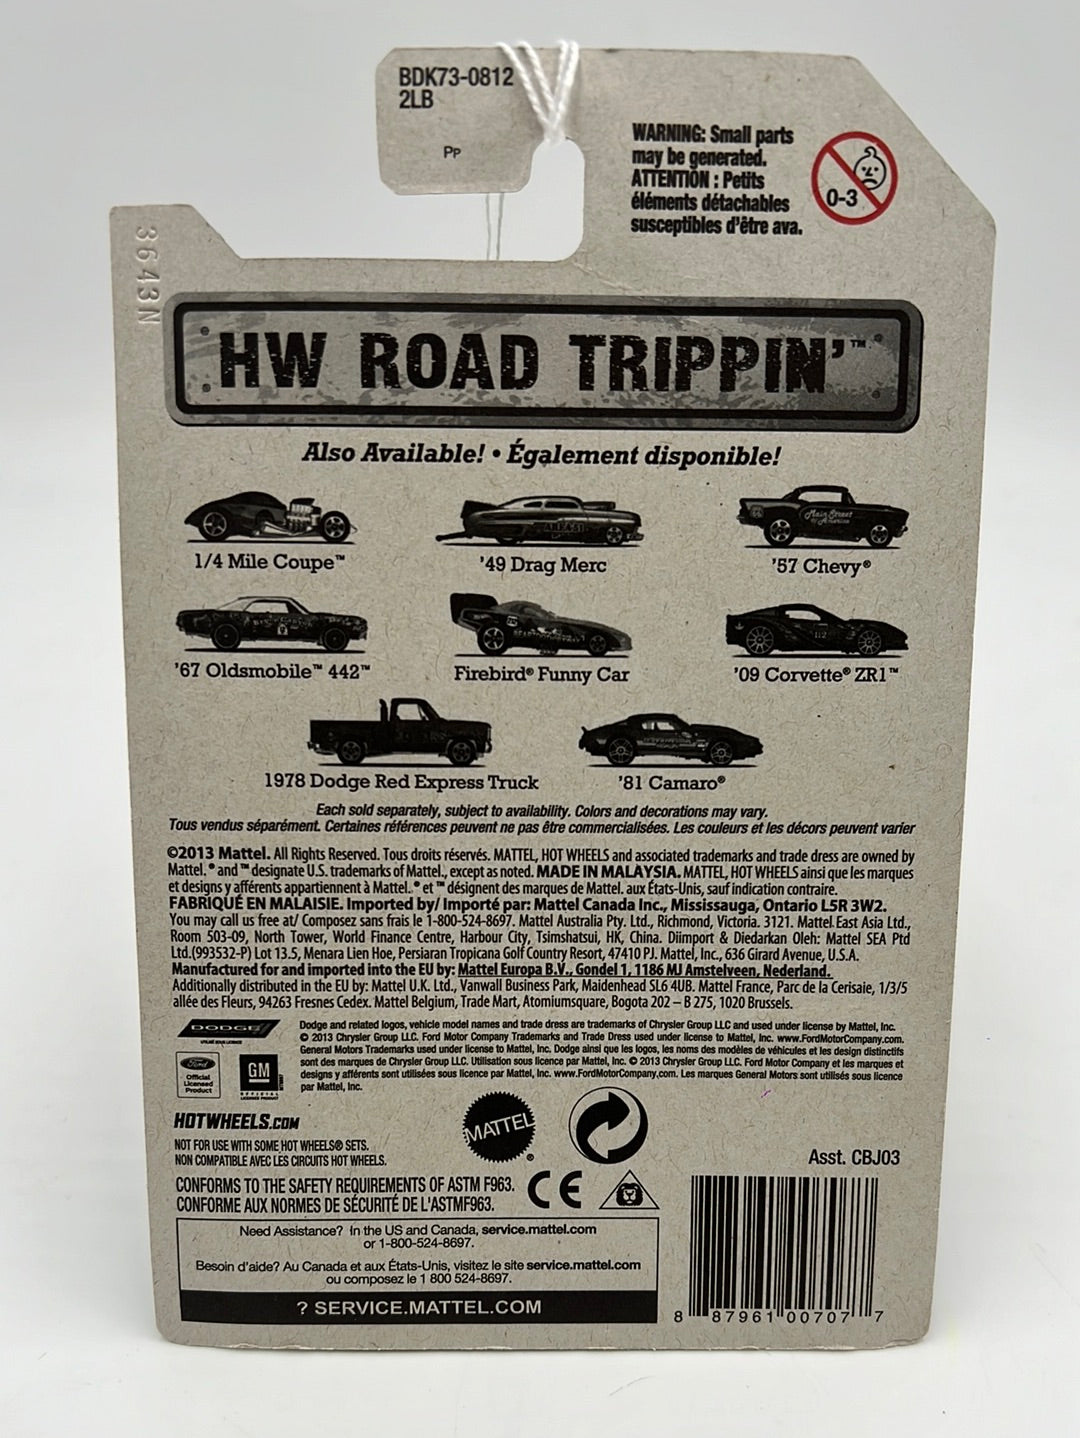 BDK73-0812
2LB
PP
WARNING: Small parts
may be generated.
ATTENTION : Petits
éléments détachables
susceptibles d'être ava.
0-3
3643N
HW ROAD TRIPPIN'™
Also Available! • Également disponible!
1/4 Mile Coupe™
'49 Drag Merc
'57 Chevy®
'67 Oldsmobile™ 442™
Firebird® Funny Car
'09 Corvette® ZR1™
1978 Dodge Red Express Truck
'81 Camaro®
Each sold separately, subject to availability. Colors and decorations may vary.
Tous vendus séparément. Certaines références peuvent ne pas être commercialisées. Les couleurs et les décors peuvent varier
©2013 Mattel. All Rights Reserved. Tous droits réservés. MATTEL, HOT WHEELS and associated trademarks and trade dress are owned by
Mattel. ® and ™ designate U.S. trademarks of Mattel., except as noted. MADE IN MALAYSIA. MATTEL, HOT WHEELS ainsi que les marques
et designs y afférents appartiennent à Mattel. ® et ™ désignent des marques de Mattel. aux États-Unis, sauf indication contraire.
FABRIQUÉ EN MALAISIE. Imported by/ Importé par: Mattel Canada Inc., Mississauga, Ontario L5R 3W2.
You may call us free at/ Composez sans frais le 1-800-524-8697. Mattel Australia Pty. Ltd., Richmond, Victoria. 3121. Mattel East Asia Ltd.,
Room 503-09, North Tower, World Finance Centre, Harbour City, Tsimshatsui, HK, China. Diimport & Diedarkan Oleh: Mattel SEA Ptd
Ltd.(993532-P) Lot 13.5, Menara Lien Hoe, Persiaran Tropicana Golf Country Resort, 47410 PJ. Mattel, Inc., 636 Girard Avenue, U.S.A.
Manufactured for and imported into the EU by: Mattel Europa B.V., Gondel 1, 1186 MJ Amstelveen, Nederland.
Additionally distributed in the EU by: Mattel U.K. Ltd., Vanwall Business Park, Maidenhead SL6 4UB. Mattel France, Parc de la Cerisaie, 1/3/5
allée des Fleurs, 94263 Fresnes Cedex. Mattel Belgium, Trade Mart, Atomiumsquare, Bogota 202 – B 275, 1020 Brussels.
DODGE
Ford
Official
Licensed
Product
GM
Dodge and related logos, vehicle model names and trade dress are trademarks of Chrysler Group LLC and used under license by Mattel, Inc.
© 2013 Chrysler Group LLC. Ford Motor Company Trademarks and Trade Dress used under license to Mattel, Inc. www.FordMotorCompany.com.
General Motors Trademarks used under license to Mattel, Inc. Dodge ainsi que les logos, les noms des modèles de véhicules et les design distinctifs
sont des marques de Chrysler Group LLC. Utilisation sous licence par Mattel, Inc. © 2013 Chrysler Group LLC. Ford Motor Company et les marques et
designs y afférents sont utilisées sous licence par Mattel, Inc. www.FordMotorCompany.com. Les marques General Motors sont utilisés sous licence
par Mattel, Inc.
HOTWHEELS.COM
NOT FOR USE WITH SOME HOT WHEELS® SETS.
NON COMPATIBLE AVEC LES CIRCUITS HOT WHEELS.
MATTEL®
Asst. CBJ03
CONFORMS TO THE SAFETY REQUIREMENTS OF ASTM F963.
CONFORME AUX NORMES DE SÉCURITÉ DE L'ASTMF963.
CE
Need Assistance? In the US and Canada, service.mattel.com
or 1-800-524-8697.
Besoin d'aide? Au Canada et aux États-Unis, visitez le site service.mattel.com
ou composez le 1 800 524-8697.
? SERVICE.MATTEL.COM
8 87961 00707 7